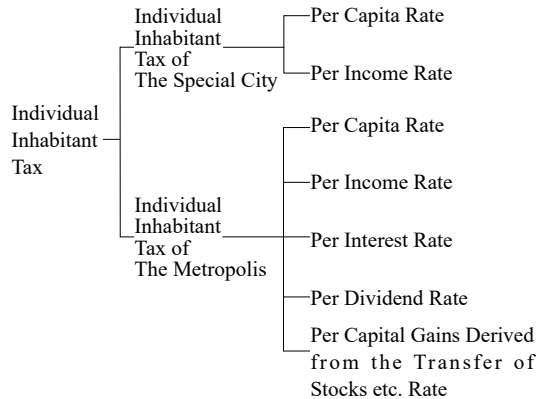 Individual
Inhabitant
Tax
Individual
Inhabitant
Tax of
The Special City
Per Capita Rate
Per Income Rate
Individual
Inhabitant
Tax of
The Metropolis
Per Capita Rate
Per Income Rate
Per Interest Rate
Per Dividend Rate
Per Capital Gains Derived
from the Transfer of
Stocks etc. Rate